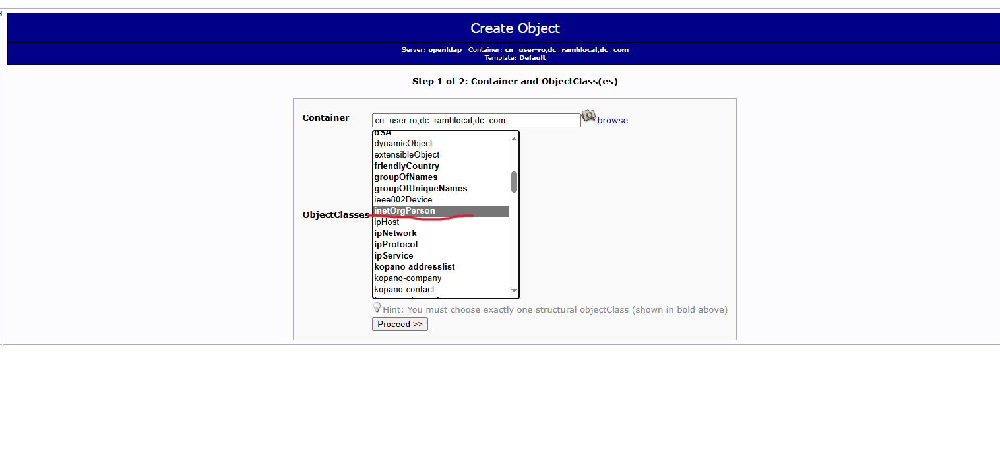 Create Object
Server: openldap Container: cn=user-ro,dc=ramhlocal,dc=com
Template: Default
Step 1 of 2: Container and ObjectClass(es)
Container
cn=user-ro,dc=ramhlocal,dc=com
browse
ObjectClasses
dSA
dynamicObject
extensibleObject
friendlyCountry
groupOfNames
groupOfUniqueNames
ieee802Device
inetOrgPerson
ipHost
ipNetwork
ipProtocol
ipService
kopano-addresslist
kopano-company
kopano-contact
Hint: You must choose exactly one structural objectClass (shown in bold above)
Proceed >>